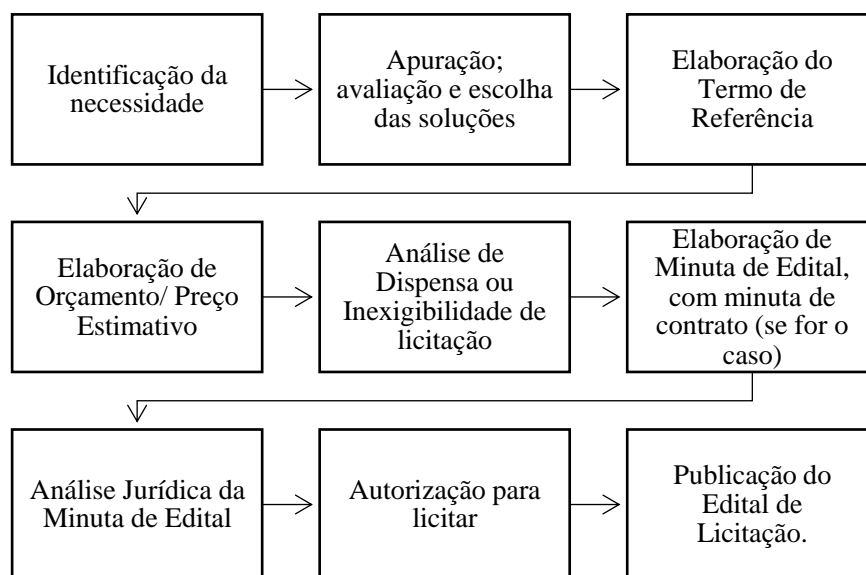 Identificação da
necessidade
Apuração;
avaliação e escolha
das soluções
Elaboração do
Termo de
Referência
Elaboração de
Orçamento/ Preço
Estimativo
Análise de
Dispensa ou
Inexigibilidade de
licitação
Elaboração de
Minuta de Edital,
com minuta de
contrato (se for o
caso)
Análise Jurídica da
Minuta de Edital
Autorização para
licitar
Publicação do
Edital de
Licitação.